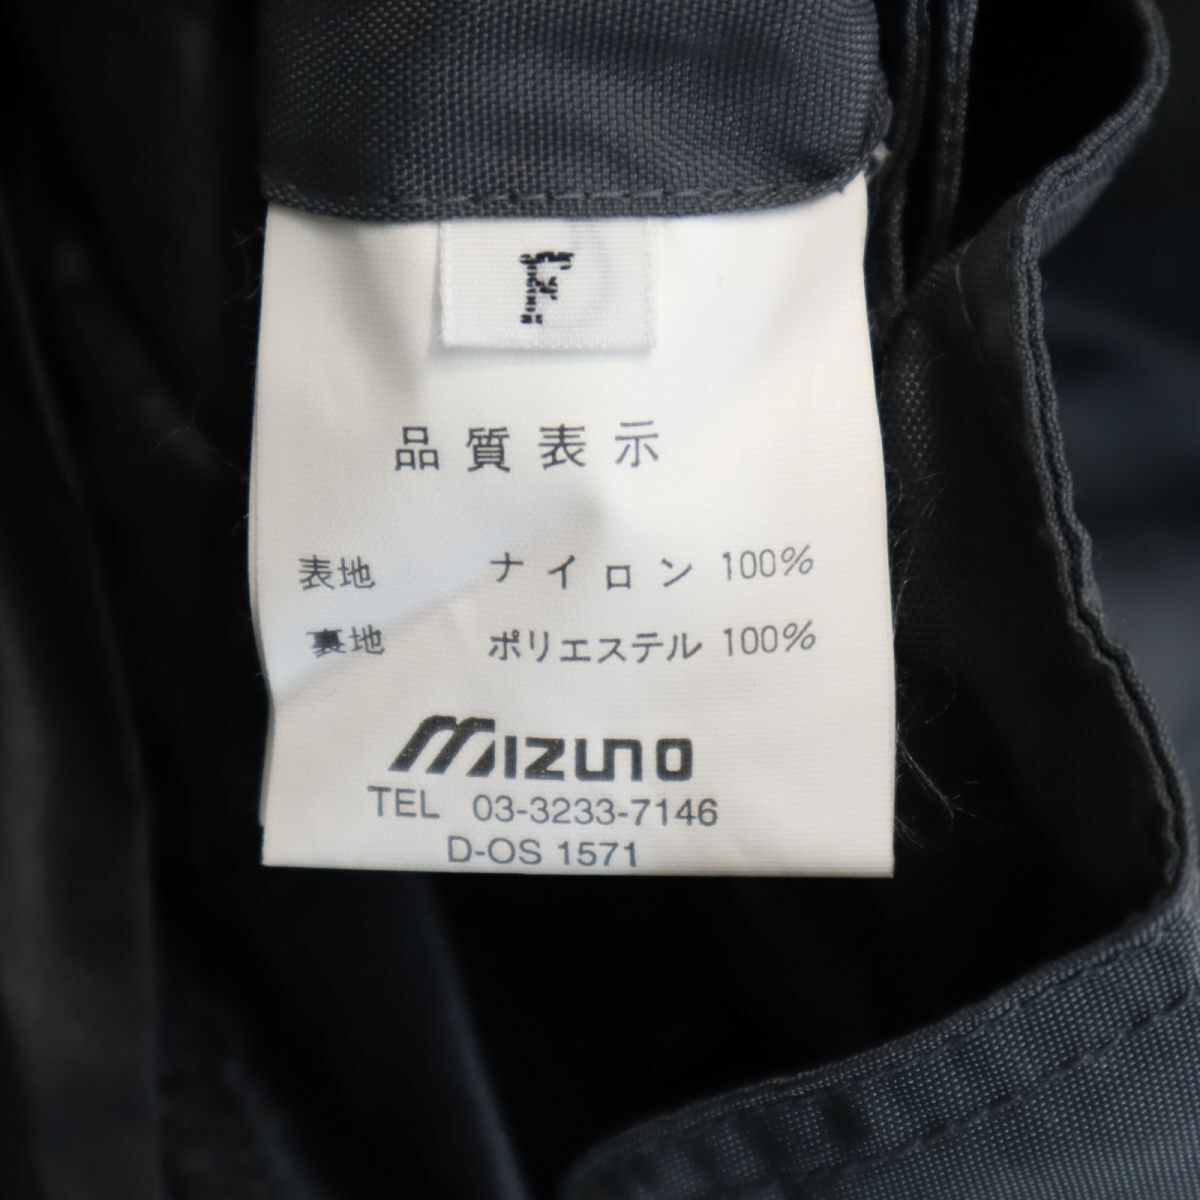 品質表示
表地 ナイロン 100%
裏地 ポリエステル 100%
MIZUNO
TEL 03-3233-7146
D-OS 1571